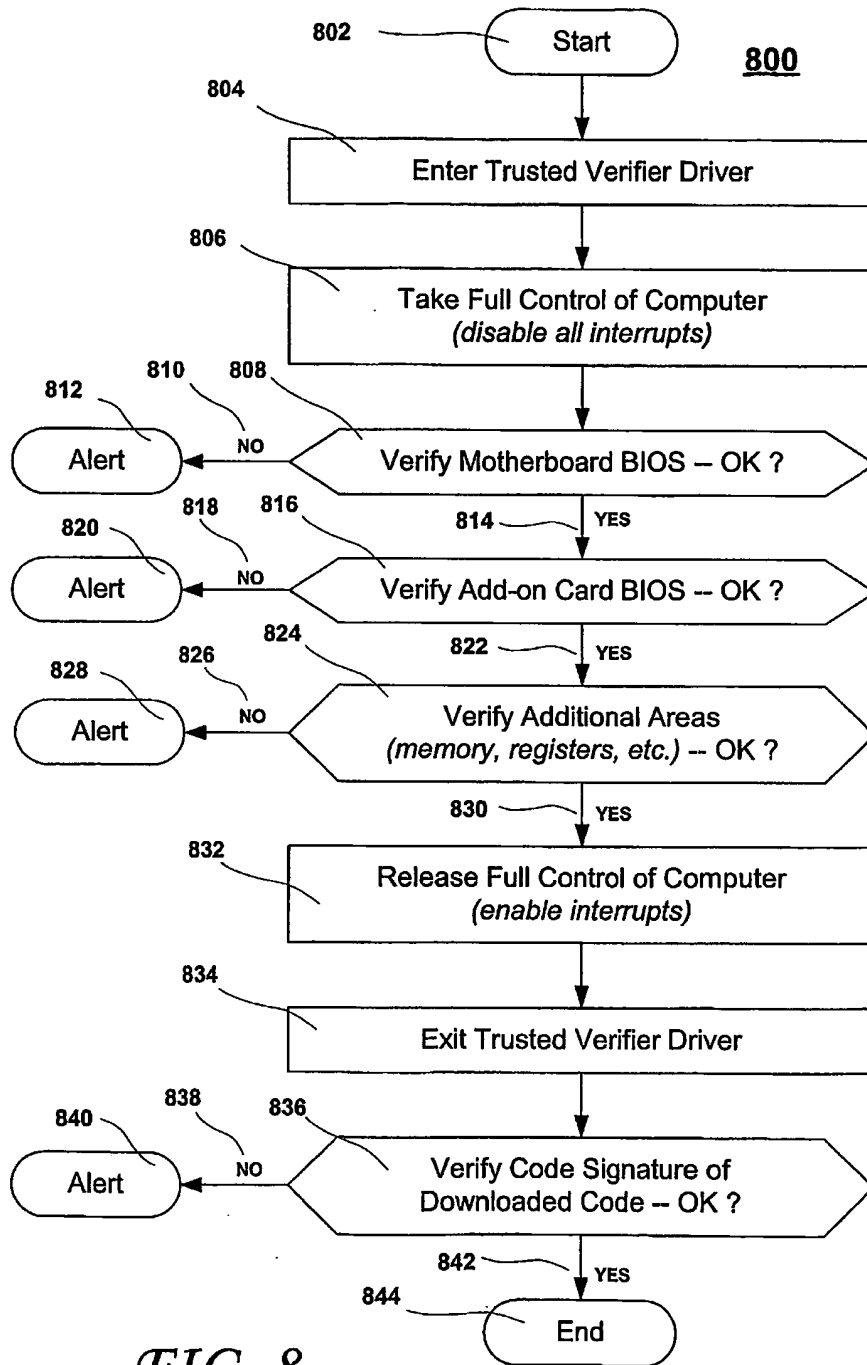 802
Start
800
804
Enter Trusted Verifier Driver
806
Take Full Control of Computer
(disable all interrupts)
812
810
808
Alert
NO
Verify Motherboard BIOS -- OK ?
814
YES
820
818
816
Alert
NO
Verify Add-on Card BIOS -- OK ?
822
YES
828
826
824
Alert
NO
Verify Additional Areas
(memory, registers, etc.) -- OK ?
830
YES
832
Release Full Control of Computer
(enable interrupts)
834
Exit Trusted Verifier Driver
840
838
836
Alert
NO
Verify Code Signature of
Downloaded Code -- OK ?
842
YES
844
End
FIG. 8